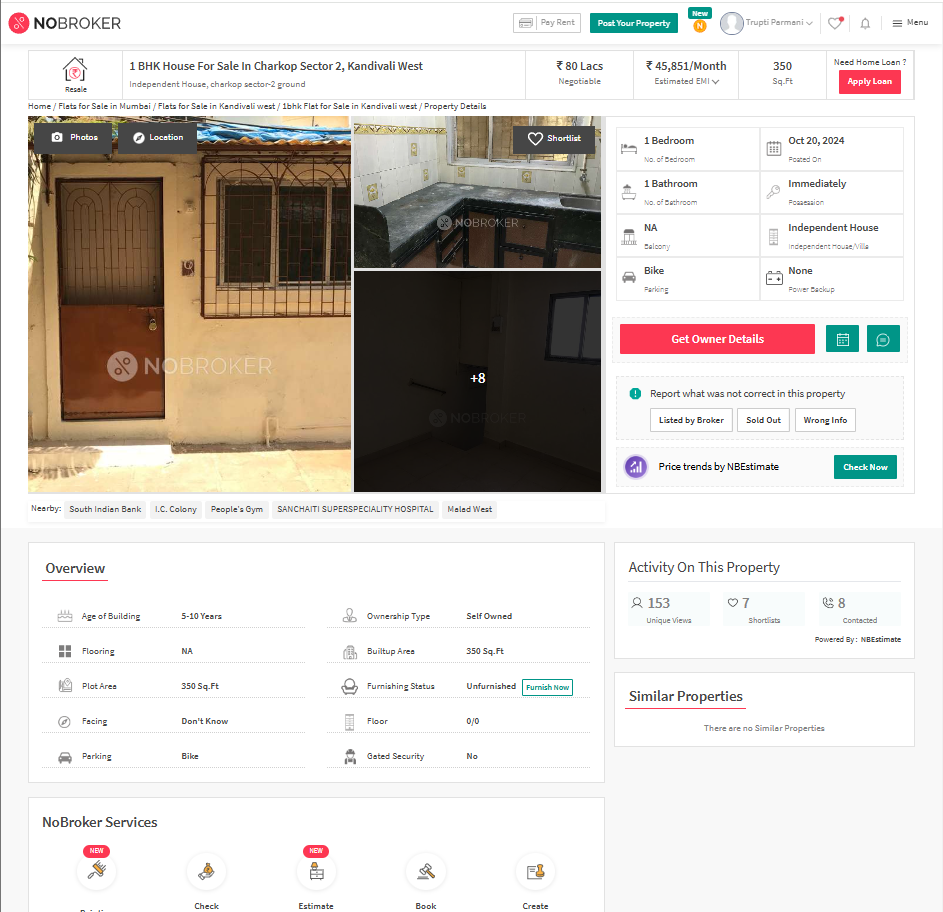 NOBROKER
Pay Rent
Post Your Property
New
Trupti Parmani
Menu
Resale
1 BHK House For Sale In Charkop Sector 2, Kandivali West
Independent House, charkop sector-2 ground
₹ 80 Lacs
Negotiable
₹ 45,851/Month
Estimated EMI
350
Sq.Ft
Need Home Loan ?
Apply Loan
Home / Flats for Sale in Mumbai / Flats for Sale in Kandivali west / 1bhk Flat for Sale in Kandivali west / Property Details
Photos
Location
Shortlist
NOBROKER
NOBROKER
NOBROKER
+8
1 Bedroom
No. of Bedroom
Oct 20, 2024
Posted On
1 Bathroom
No. of Bathroom
Immediately
Possession
NA
Balcony
Independent House
Independent House/Villa
Bike
Parking
None
Power Backup
Get Owner Details
Report what was not correct in this property
Listed by Broker
Sold Out
Wrong Info
Price trends by NBEstimate
Check Now
Nearby: South Indian Bank I.C. Colony People's Gym SANCHAITI SUPERSPECIALITY HOSPITAL Malad West
Overview
Age of Building 5-10 Years
Ownership Type Self Owned
Flooring NA
Builtup Area 350 Sq.Ft
Plot Area 350 Sq.Ft
Furnishing Status Unfurnished Furnish Now
Facing Don't Know
Floor 0/0
Parking Bike
Gated Security No
Activity On This Property
153
Unique Views
7
Shortlists
8
Contacted
Powered By : NBEstimate
Similar Properties
There are no Similar Properties
NoBroker Services
NEW
NEW
Check
Estimate
Book
Create